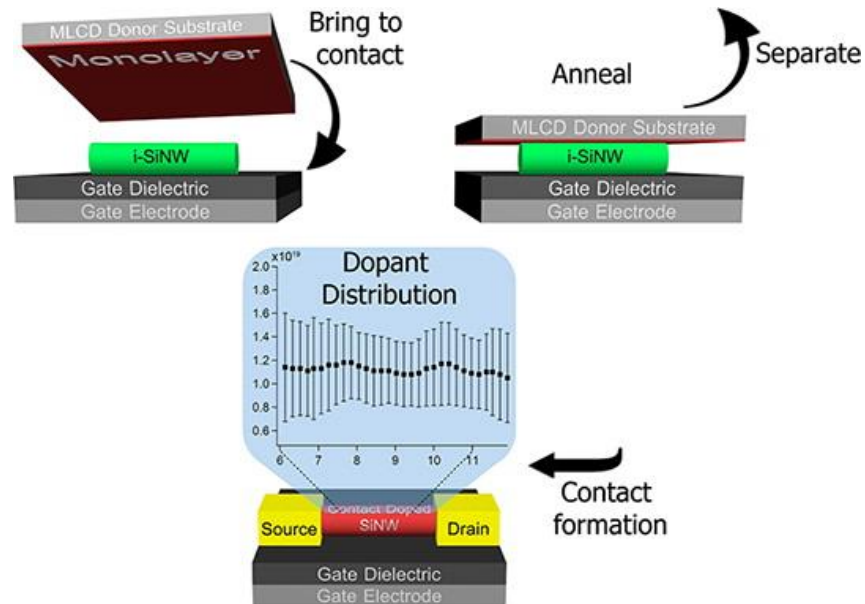 MLCD Donor Substrate
Monolayer
Bring to
contact
i-SiNW
Gate Dielectric
Gate Electrode
Anneal
Separate
MLCD Donor Substrate
i-SiNW
Gate Dielectric
Gate Electrode
x10¹⁹
Dopant
Distribution
2.0
1.8
1.6
1.4
1.2
1.0
0.8
0.6
6 7 8 9 10 11
Contact
formation
Contact Doped
Source SiNW Drain
Gate Dielectric
Gate Electrode